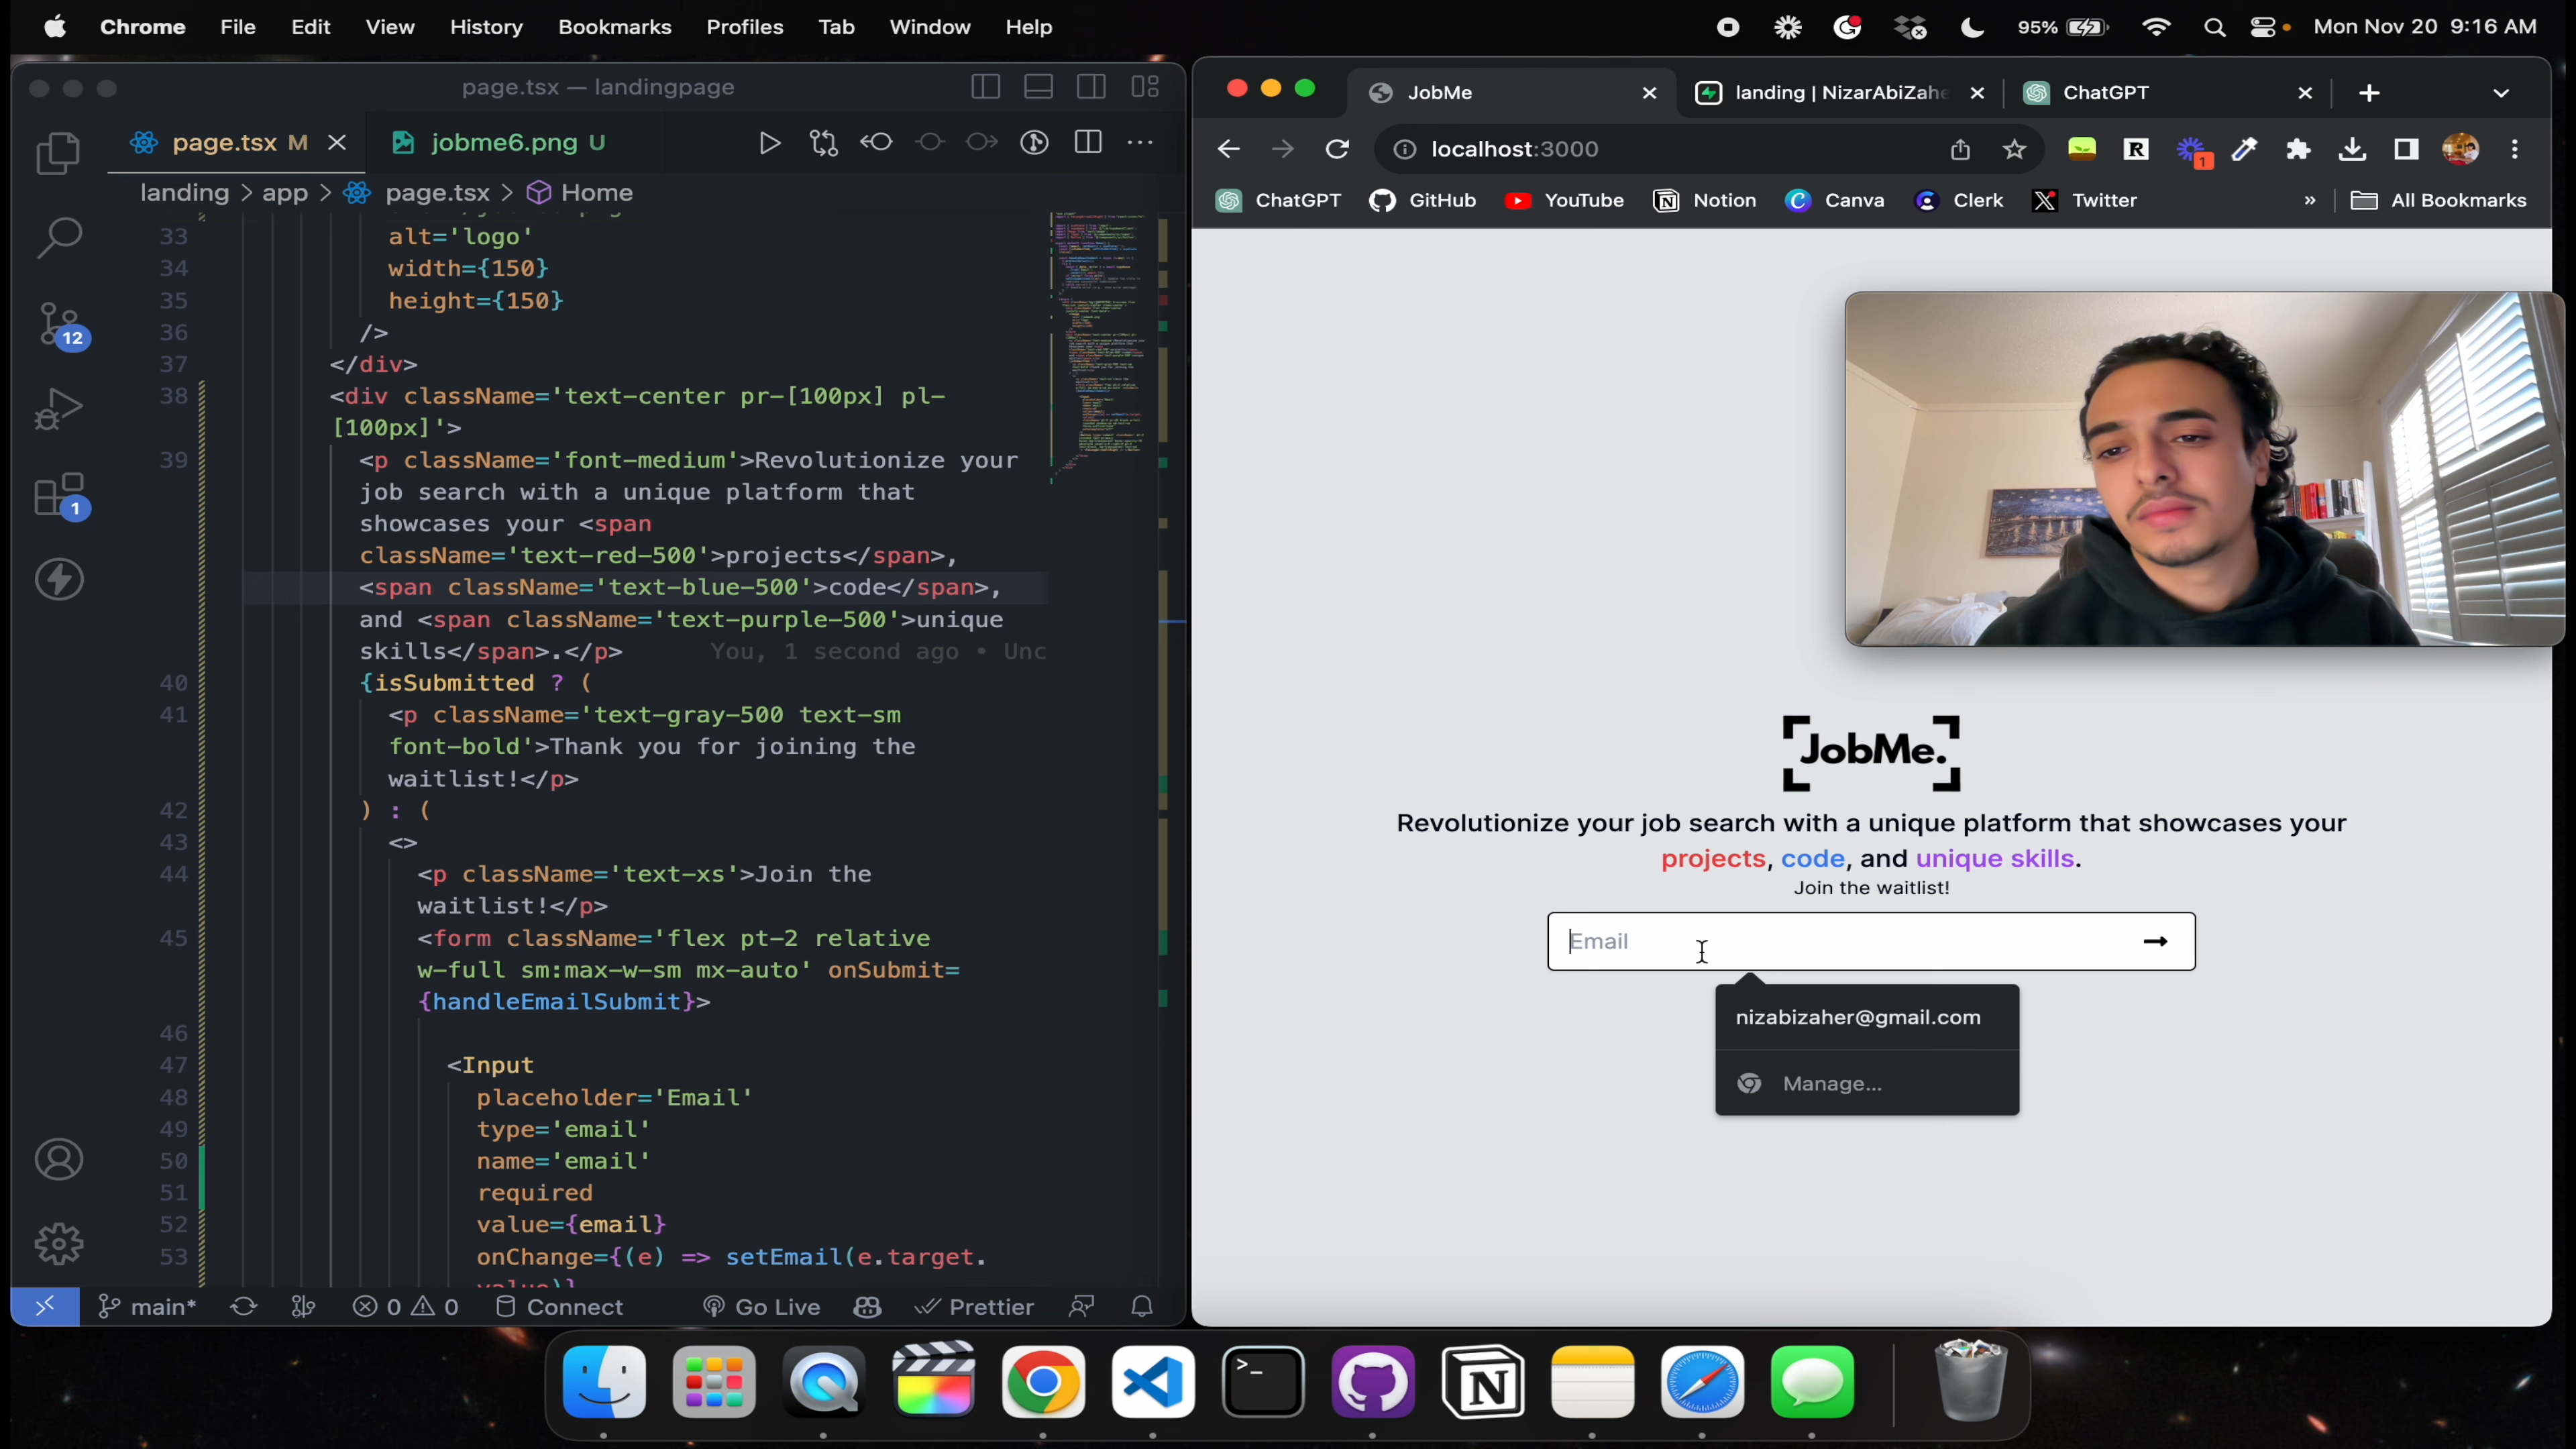 Chrome File Edit View History Bookmarks Profiles Tab Window Help
95% Mon Nov 20 9:16 AM
page.tsx — landingpage
page.tsx M jobme6.png U
landing > app > page.tsx > Home
33 alt='logo'
34 width={150}
35 height={150}
36 />
37 </div>
38 <div className='text-center pr-[100px] pl-
[100px]'>
39 <p className='font-medium'>Revolutionize your
job search with a unique platform that
showcases your <span
className='text-red-500'>projects</span>,
<span className='text-blue-500'>code</span>,
and <span className='text-purple-500'>unique
skills</span>.</p> You, 1 second ago • Unc
40 {isSubmitted ? (
41 <p className='text-gray-500 text-sm
font-bold'>Thank you for joining the
waitlist!</p>
42 ) : (
43 <>
44 <p className='text-xs'>Join the
waitlist!</p>
45 <form className='flex pt-2 relative
w-full sm:max-w-sm mx-auto' onSubmit=
{handleEmailSubmit}>
46
47 <Input
48 placeholder='Email'
49 type='email'
50 name='email'
51 required
52 value={email}
53 onChange={(e) => setEmail(e.target.
12
1
main* 0 0 Connect Go Live Prettier
JobMe landing | NizarAbiZahe ChatGPT
localhost:3000
R 1
ChatGPT GitHub YouTube Notion Canva Clerk Twitter » All Bookmarks
JobMe.
Revolutionize your job search with a unique platform that showcases your
projects, code, and unique skills.
Join the waitlist!
Email
nizabizaher@gmail.com
Manage...